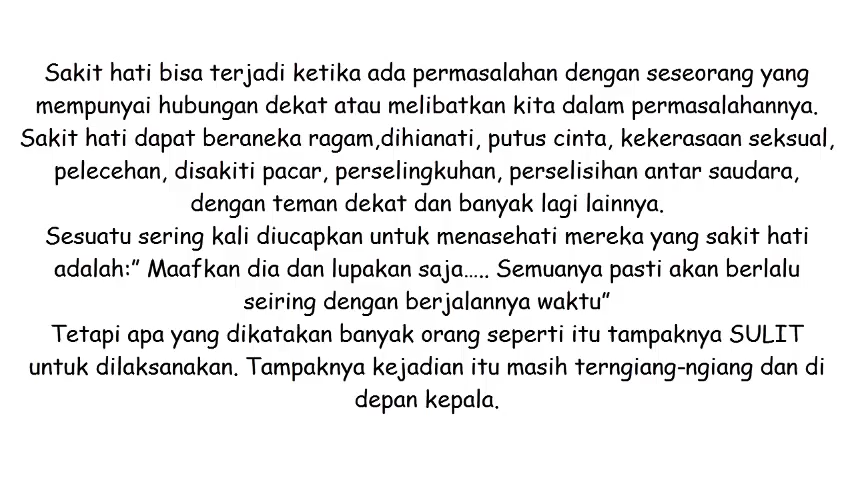 Sakit hati bisa terjadi ketika ada permasalahan dengan seseorang yang
mempunyai hubungan dekat atau melibatkan kita dalam permasalahannya.
Sakit hati dapat beraneka ragam,dihianati, putus cinta, kekerasaan seksual,
pelecehan, disakiti pacar, perselingkuhan, perselisihan antar saudara,
dengan teman dekat dan banyak lagi lainnya.
Sesuatu sering kali diucapkan untuk menasehati mereka yang sakit hati
adalah:” Maafkan dia dan lupakan saja….. Semuanya pasti akan berlalu
seiring dengan berjalannya waktu”
Tetapi apa yang dikatakan banyak orang seperti itu tampaknya SULIT
untuk dilaksanakan. Tampaknya kejadian itu masih terngiang-ngiang dan di
depan kepala.